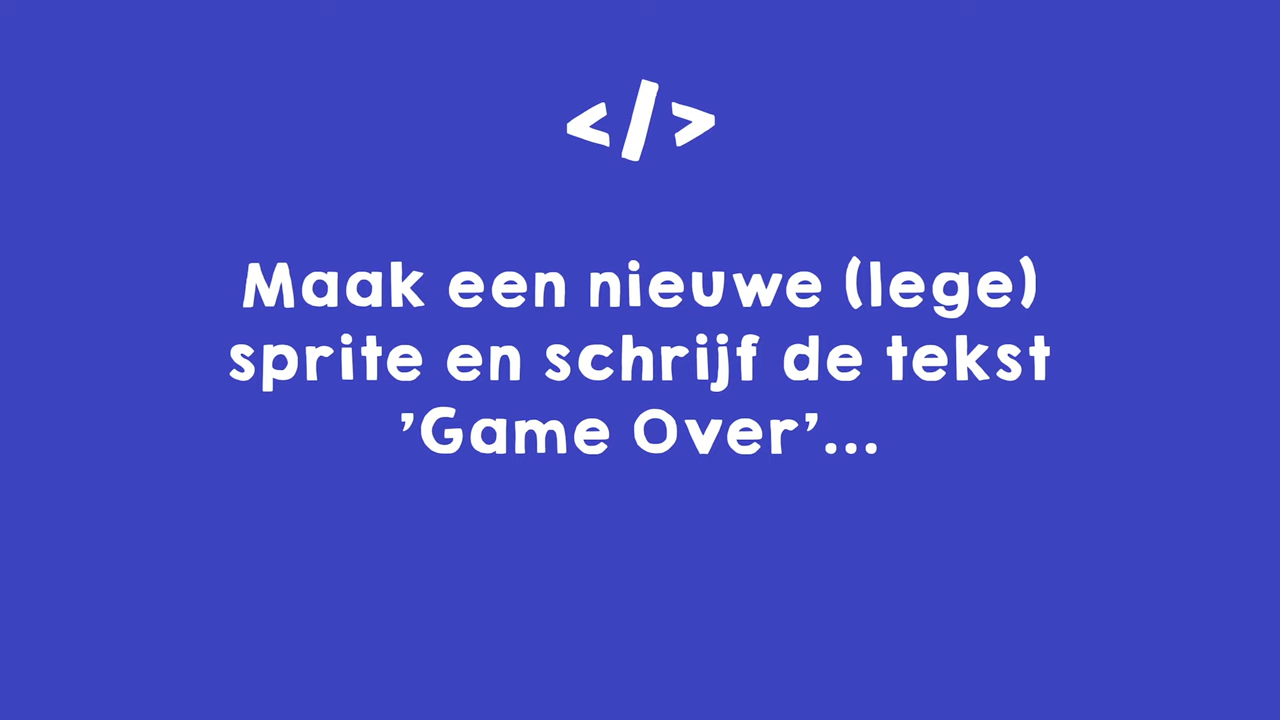 </>
Maak een nieuwe (lege)
sprite en schrijf de tekst
’Game Over’...